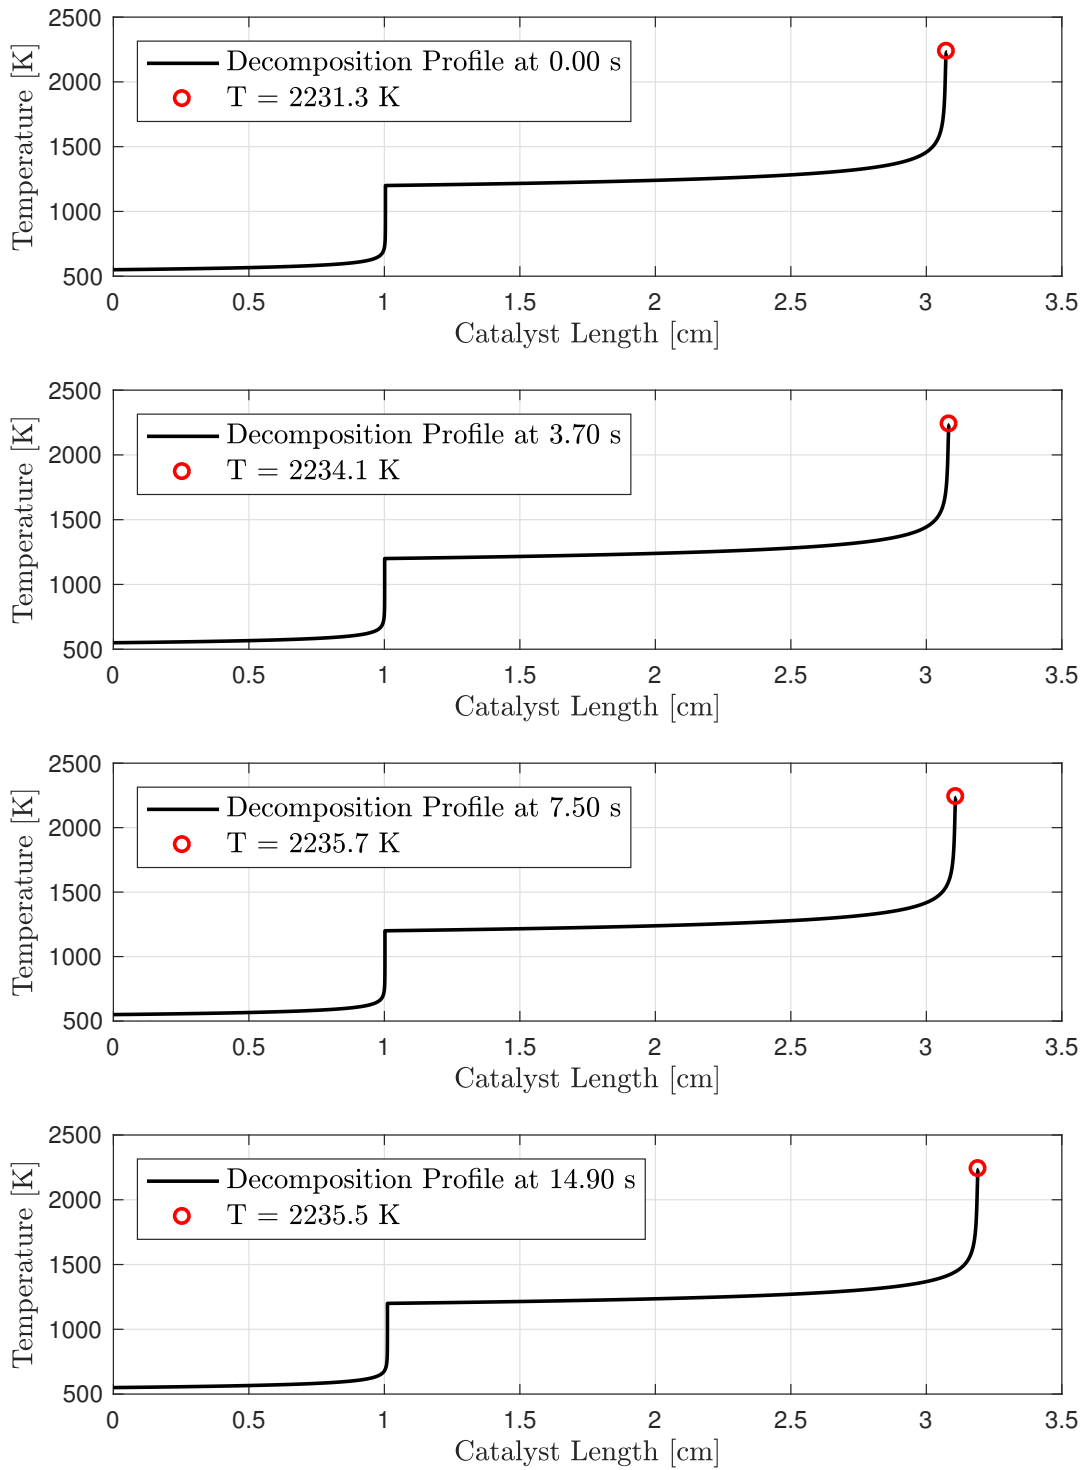 2500
2000
1500
1000
500
Temperature [K]
Decomposition Profile at 0.00 s
T = 2231.3 K
0 0.5 1 1.5 2 2.5 3 3.5
Catalyst Length [cm]
2500
2000
1500
1000
500
Temperature [K]
Decomposition Profile at 3.70 s
T = 2234.1 K
0 0.5 1 1.5 2 2.5 3 3.5
Catalyst Length [cm]
2500
2000
1500
1000
500
Temperature [K]
Decomposition Profile at 7.50 s
T = 2235.7 K
0 0.5 1 1.5 2 2.5 3 3.5
Catalyst Length [cm]
2500
2000
1500
1000
500
Temperature [K]
Decomposition Profile at 14.90 s
T = 2235.5 K
0 0.5 1 1.5 2 2.5 3 3.5
Catalyst Length [cm]